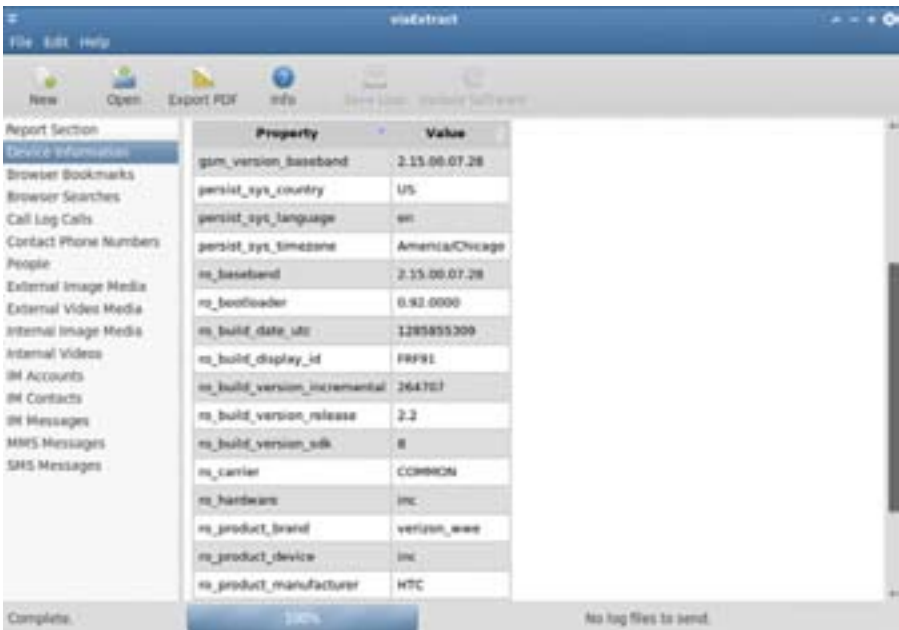 viaExtract
File Edit Help
New Open Export PDF Info Save Logs Update Software
Report Section
Device Information
Browser Bookmarks
Browser Searches
Call Log Calls
Contact Phone Numbers
People
External Image Media
External Video Media
Internal Image Media
Internal Videos
IM Accounts
IM Contacts
IM Messages
MMS Messages
SMS Messages
Property Value
gsm_version_baseband 2.15.00.07.28
persist_sys_country US
persist_sys_language en
persist_sys_timezone America/Chicago
ro_baseband 2.15.00.07.28
ro_bootloader 0.92.0000
ro_build_date_utc 1285855309
ro_build_display_id FRF91
ro_build_version_incremental 264707
ro_build_version_release 2.2
ro_build_version_sdk 8
ro_carrier COMMON
ro_hardware inc
ro_product_brand verizon_wwe
ro_product_device inc
ro_product_manufacturer HTC
Complete. 100% No log files to send.